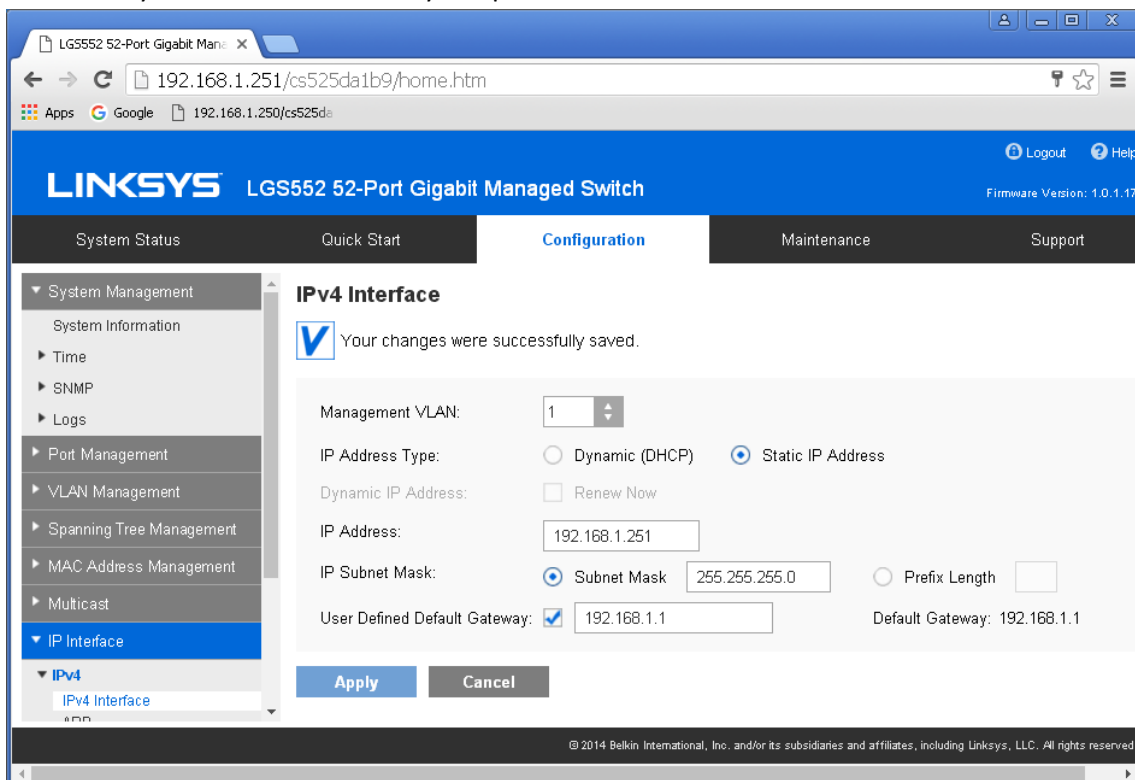 LGS552 52-Port Gigabit Mana
192.168.1.251/cs525da1b9/home.htm
Apps Google 192.168.1.250/cs525da
Logout Help
LINKSYS LGS552 52-Port Gigabit Managed Switch
Firmware Version: 1.0.1.17
System Status Quick Start Configuration Maintenance Support
System Management
System Information
Time
SNMP
Logs
Port Management
VLAN Management
Spanning Tree Management
MAC Address Management
Multicast
IP Interface
IPv4
IPv4 Interface
IPv4 Interface
Your changes were successfully saved.
Management VLAN: 1
IP Address Type: Dynamic (DHCP) Static IP Address
Dynamic IP Address: Renew Now
IP Address: 192.168.1.251
IP Subnet Mask: Subnet Mask 255.255.255.0 Prefix Length
User Defined Default Gateway: 192.168.1.1 Default Gateway: 192.168.1.1
Apply Cancel
© 2014 Belkin International, Inc. and/or its subsidiaries and affiliates, including Linksys, LLC. All rights reserved